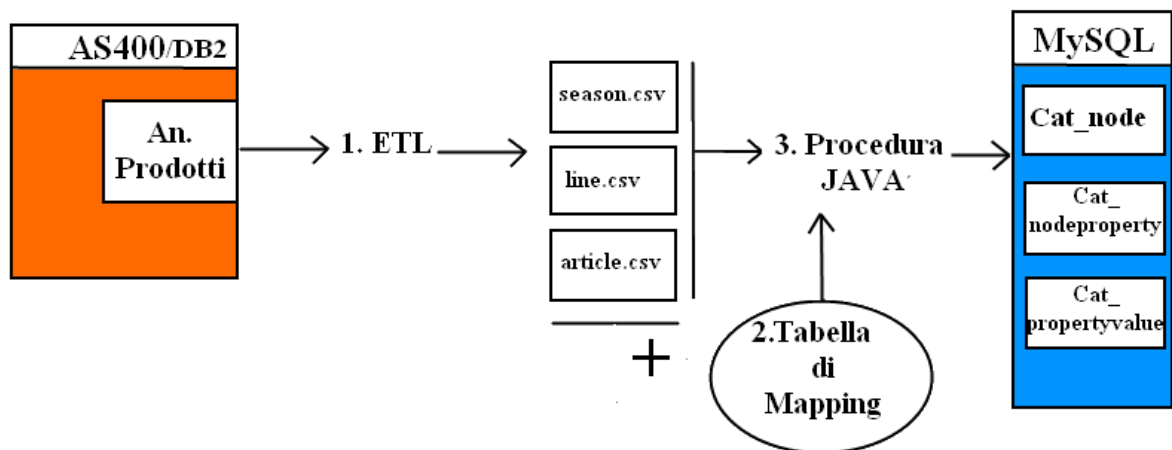 AS400/DB2
An.
Prodotti
1. ETL
season.csv
line.csv
article.csv
+
2.Tabella
di
Mapping
3. Procedura
JAVA
MySQL
Cat_node
Cat_
nodeproperty
Cat_
propertyvalue